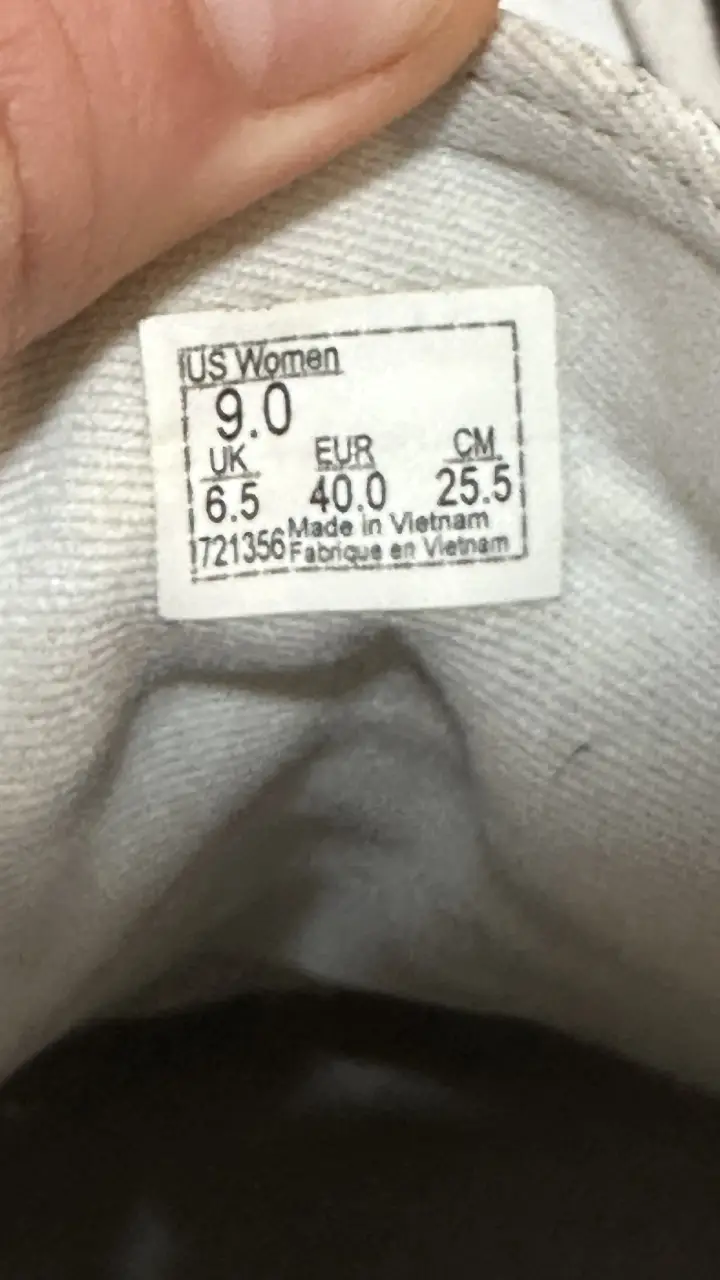 US Women
9.0
UK EUR CM
6.5 40.0 25.5
721356 Made in Vietnam
Fabrique en Vietnam